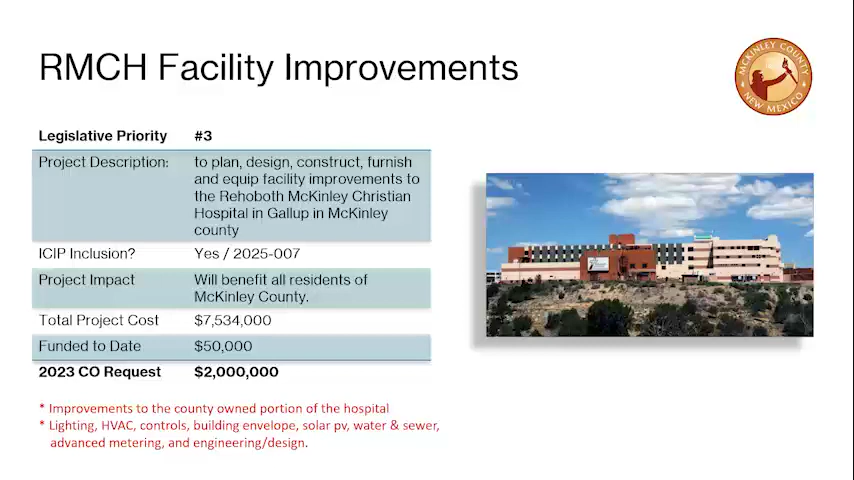 RMCH Facility Improvements
MCKINLEY COUNTY
NEW MEXICO
Legislative Priority #3
Project Description: to plan, design, construct, furnish
and equip facility improvements to
the Rehoboth McKinley Christian
Hospital in Gallup in McKinley
county
ICIP Inclusion? Yes / 2025-007
Project Impact Will benefit all residents of
McKinley County.
Total Project Cost $7,534,000
Funded to Date $50,000
2023 CO Request $2,000,000
* Improvements to the county owned portion of the hospital
* Lighting, HVAC, controls, building envelope, solar pv, water & sewer,
advanced metering, and engineering/design.